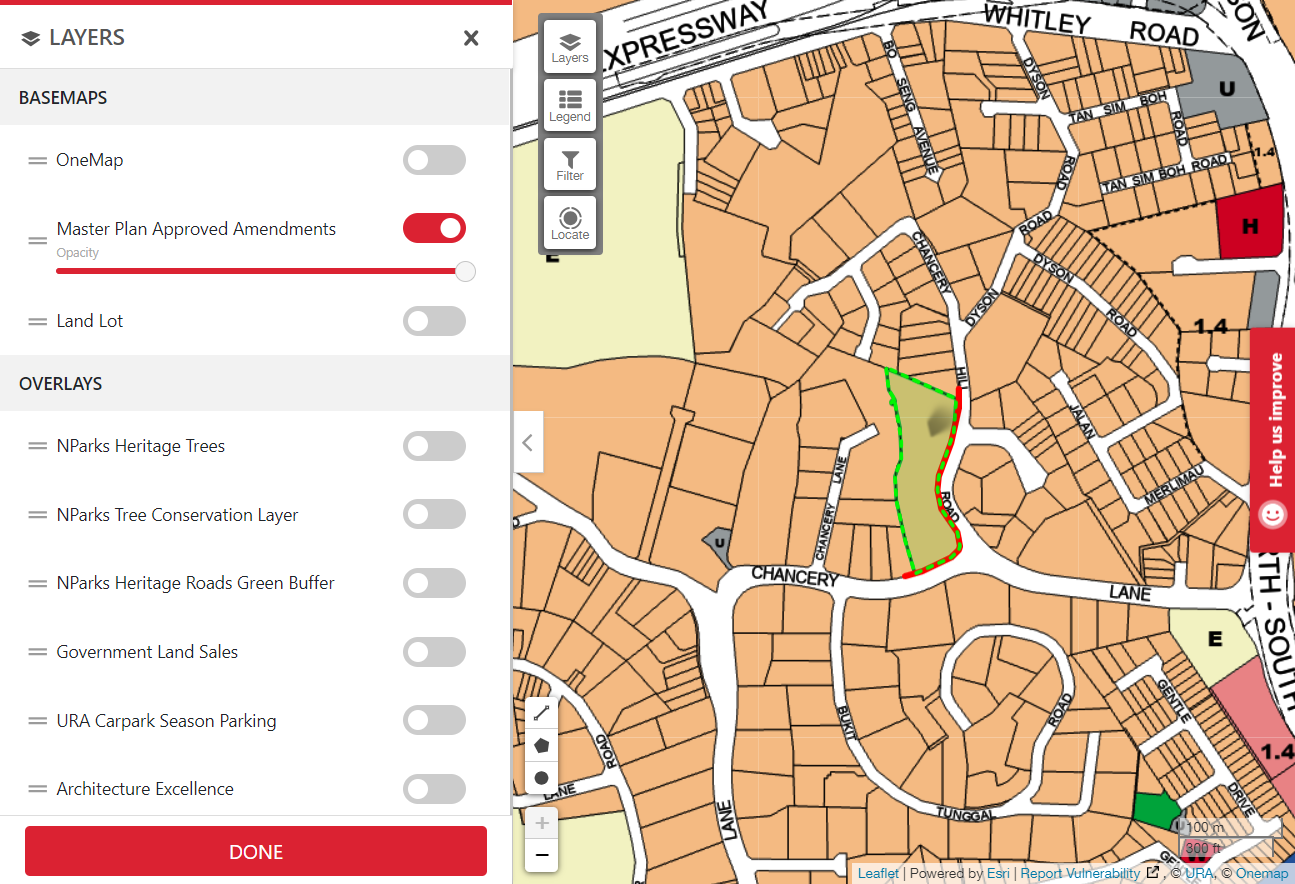 LAYERS
BASEMAPS
OneMap
Master Plan Approved Amendments
Opacity
Land Lot
OVERLAYS
NParks Heritage Trees
NParks Tree Conservation Layer
NParks Heritage Roads Green Buffer
Government Land Sales
URA Carpark Season Parking
Architecture Excellence
DONE
Layers
Legend
Filter
Locate
EXPRESSWAY
WHITLEY ROAD
BO SENG AVENUE
DYSON
ROAD
TAN SIM BOH
ROAD
TAN SIM BOH ROAD
U
1.4
H
E
ROAD
CHANCERY
HILL
ROAD
DYSON
DYSON
ROAD
1.4
JALAN
MERLIMAU
CHANCERY
LANE
U
CHANCERY
LANE
BUKIT
TUNGGAL
ROAD
ROAD
LANE
LANE
E
GENTLE
DRIVE
1.4
NORTH - SOUTH
Help us improve
100 m
300 ft
Leaflet | Powered by Esri | Report Vulnerability , © URA, © Onemap